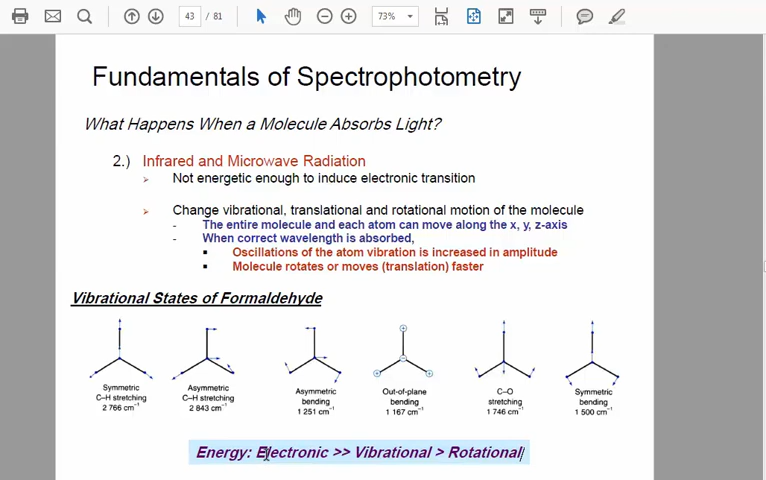 43 / 81 73%
Fundamentals of Spectrophotometry
What Happens When a Molecule Absorbs Light?
2.) Infrared and Microwave Radiation
Not energetic enough to induce electronic transition
Change vibrational, translational and rotational motion of the molecule
- The entire molecule and each atom can move along the x, y, z-axis
- When correct wavelength is absorbed,
Oscillations of the atom vibration is increased in amplitude
Molecule rotates or moves (translation) faster
Vibrational States of Formaldehyde
Symmetric
C–H stretching
2 766 cm⁻¹
Asymmetric
C–H stretching
2 843 cm⁻¹
Asymmetric
bending
1 251 cm⁻¹
Out-of-plane
bending
1 167 cm⁻¹
C–O
stretching
1 746 cm⁻¹
Symmetric
bending
1 500 cm⁻¹
Energy: Electronic >> Vibrational > Rotational